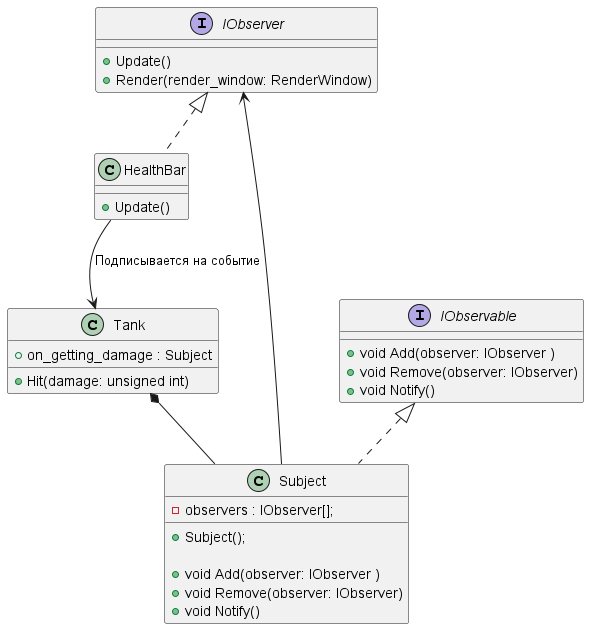 I IObserver
Update()
Render(render_window: RenderWindow)
C HealthBar
Update()
Подписывается на событие
C Tank
on_getting_damage : Subject
Hit(damage: unsigned int)
I IObservable
void Add(observer: IObserver )
void Remove(observer: IObserver)
void Notify()
C Subject
observers : IObserver[];
Subject();
void Add(observer: IObserver )
void Remove(observer: IObserver)
void Notify()